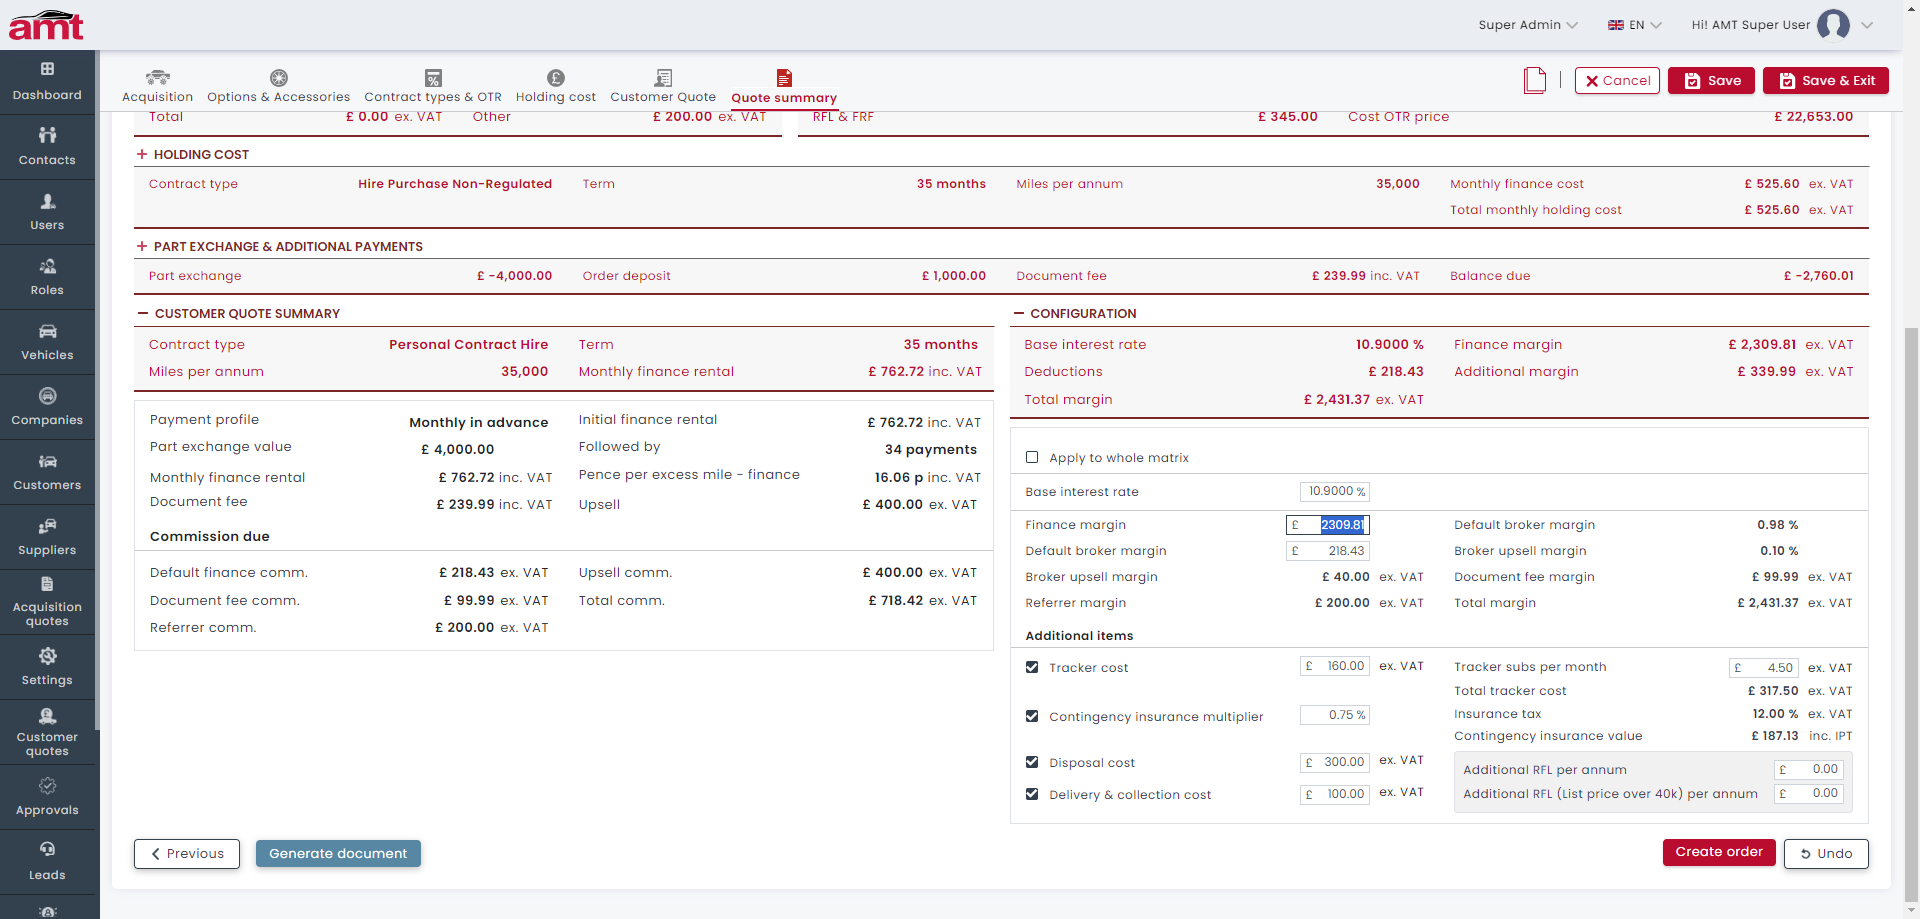 amt
Super Admin
EN
Hi! AMT Super User
Dashboard
Contacts
Users
Roles
Vehicles
Companies
Customers
Suppliers
Acquisition
quotes
Settings
Customer
quotes
Approvals
Leads
Acquisition
Options & Accessories
Contract types & OTR
Holding cost
Customer Quote
Quote summary
Cancel
Save
Save & Exit
Total £ 0.00 ex. VAT Other £ 200.00 ex. VAT RFL & FRF £ 345.00 Cost OTR price £ 22,653.00
+ HOLDING COST
Contract type Hire Purchase Non-Regulated Term 35 months Miles per annum 35,000 Monthly finance cost £ 525.60 ex. VAT
Total monthly holding cost £ 525.60 ex. VAT
+ PART EXCHANGE & ADDITIONAL PAYMENTS
Part exchange £ -4,000.00 Order deposit £ 1,000.00 Document fee £ 239.99 inc. VAT Balance due £ -2,760.01
— CUSTOMER QUOTE SUMMARY
Contract type Personal Contract Hire Term 35 months
Miles per annum 35,000 Monthly finance rental £ 762.72 inc. VAT
Payment profile Monthly in advance Initial finance rental £ 762.72 inc. VAT
Part exchange value £ 4,000.00 Followed by 34 payments
Monthly finance rental £ 762.72 inc. VAT Pence per excess mile - finance 16.06 p inc. VAT
Document fee £ 239.99 inc. VAT Upsell £ 400.00 ex. VAT
Commission due
Default finance comm. £ 218.43 ex. VAT Upsell comm. £ 400.00 ex. VAT
Document fee comm. £ 99.99 ex. VAT Total comm. £ 718.42 ex. VAT
Referrer comm. £ 200.00 ex. VAT
— CONFIGURATION
Base interest rate 10.9000 % Finance margin £ 2,309.81 ex. VAT
Deductions £ 218.43 Additional margin £ 339.99 ex. VAT
Total margin £ 2,431.37 ex. VAT
Apply to whole matrix
Base interest rate 10.9000 %
Finance margin £ 2309.81 Default broker margin 0.98 %
Default broker margin £ 218.43 Broker upsell margin 0.10 %
Broker upsell margin £ 40.00 ex. VAT Document fee margin £ 99.99 ex. VAT
Referrer margin £ 200.00 ex. VAT Total margin £ 2,431.37 ex. VAT
Additional items
Tracker cost £ 160.00 ex. VAT Tracker subs per month £ 4.50 ex. VAT
Total tracker cost £ 317.50 ex. VAT
Contingency insurance multiplier 0.75 % Insurance tax 12.00 % ex. VAT
Contingency insurance value £ 187.13 inc. IPT
Disposal cost £ 300.00 ex. VAT Additional RFL per annum £ 0.00
Delivery & collection cost £ 100.00 ex. VAT Additional RFL (List price over 40k) per annum £ 0.00
Previous
Generate document
Create order
Undo